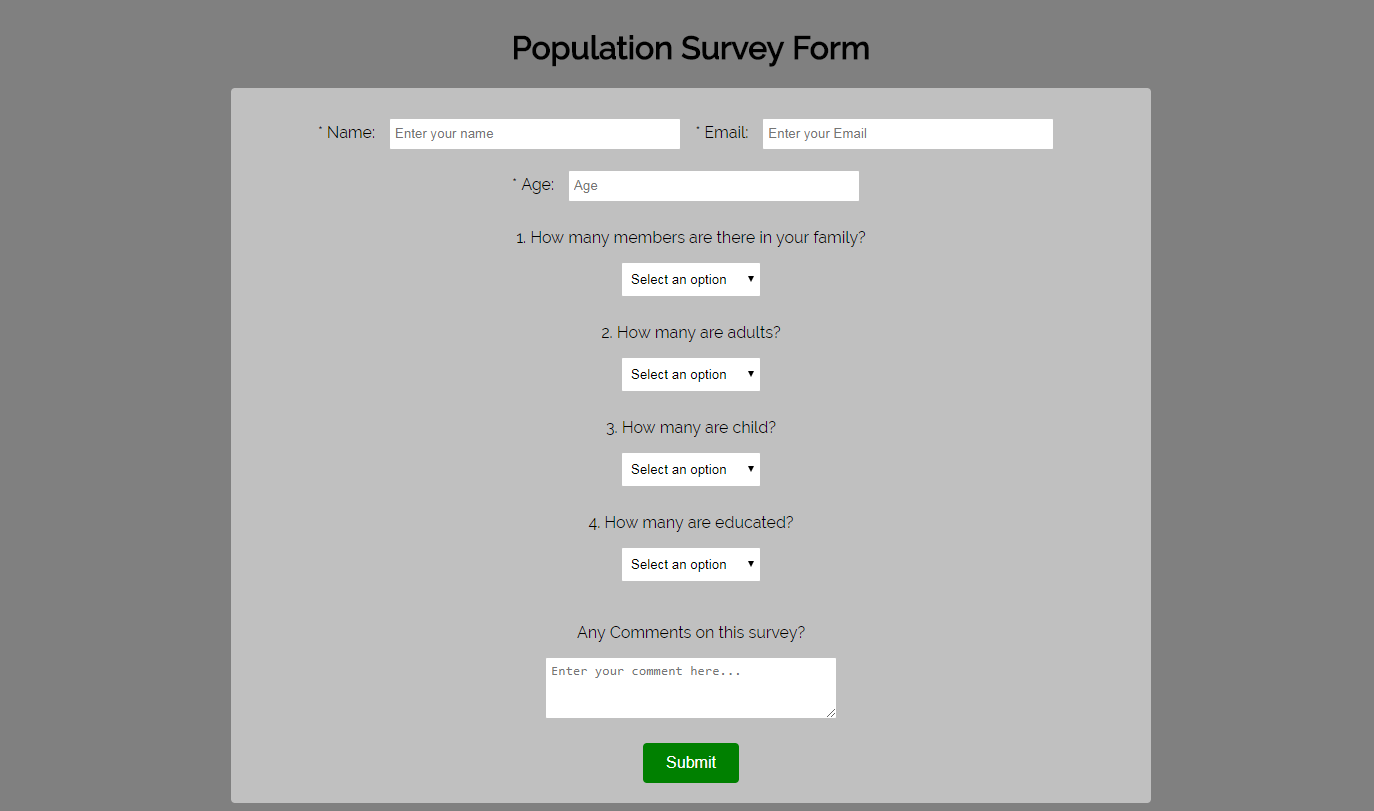 Population Survey Form
* Name: Enter your name * Email: Enter your Email
* Age: Age
1. How many members are there in your family?
Select an option
2. How many are adults?
Select an option
3. How many are child?
Select an option
4. How many are educated?
Select an option
Any Comments on this survey?
Enter your comment here...
Submit